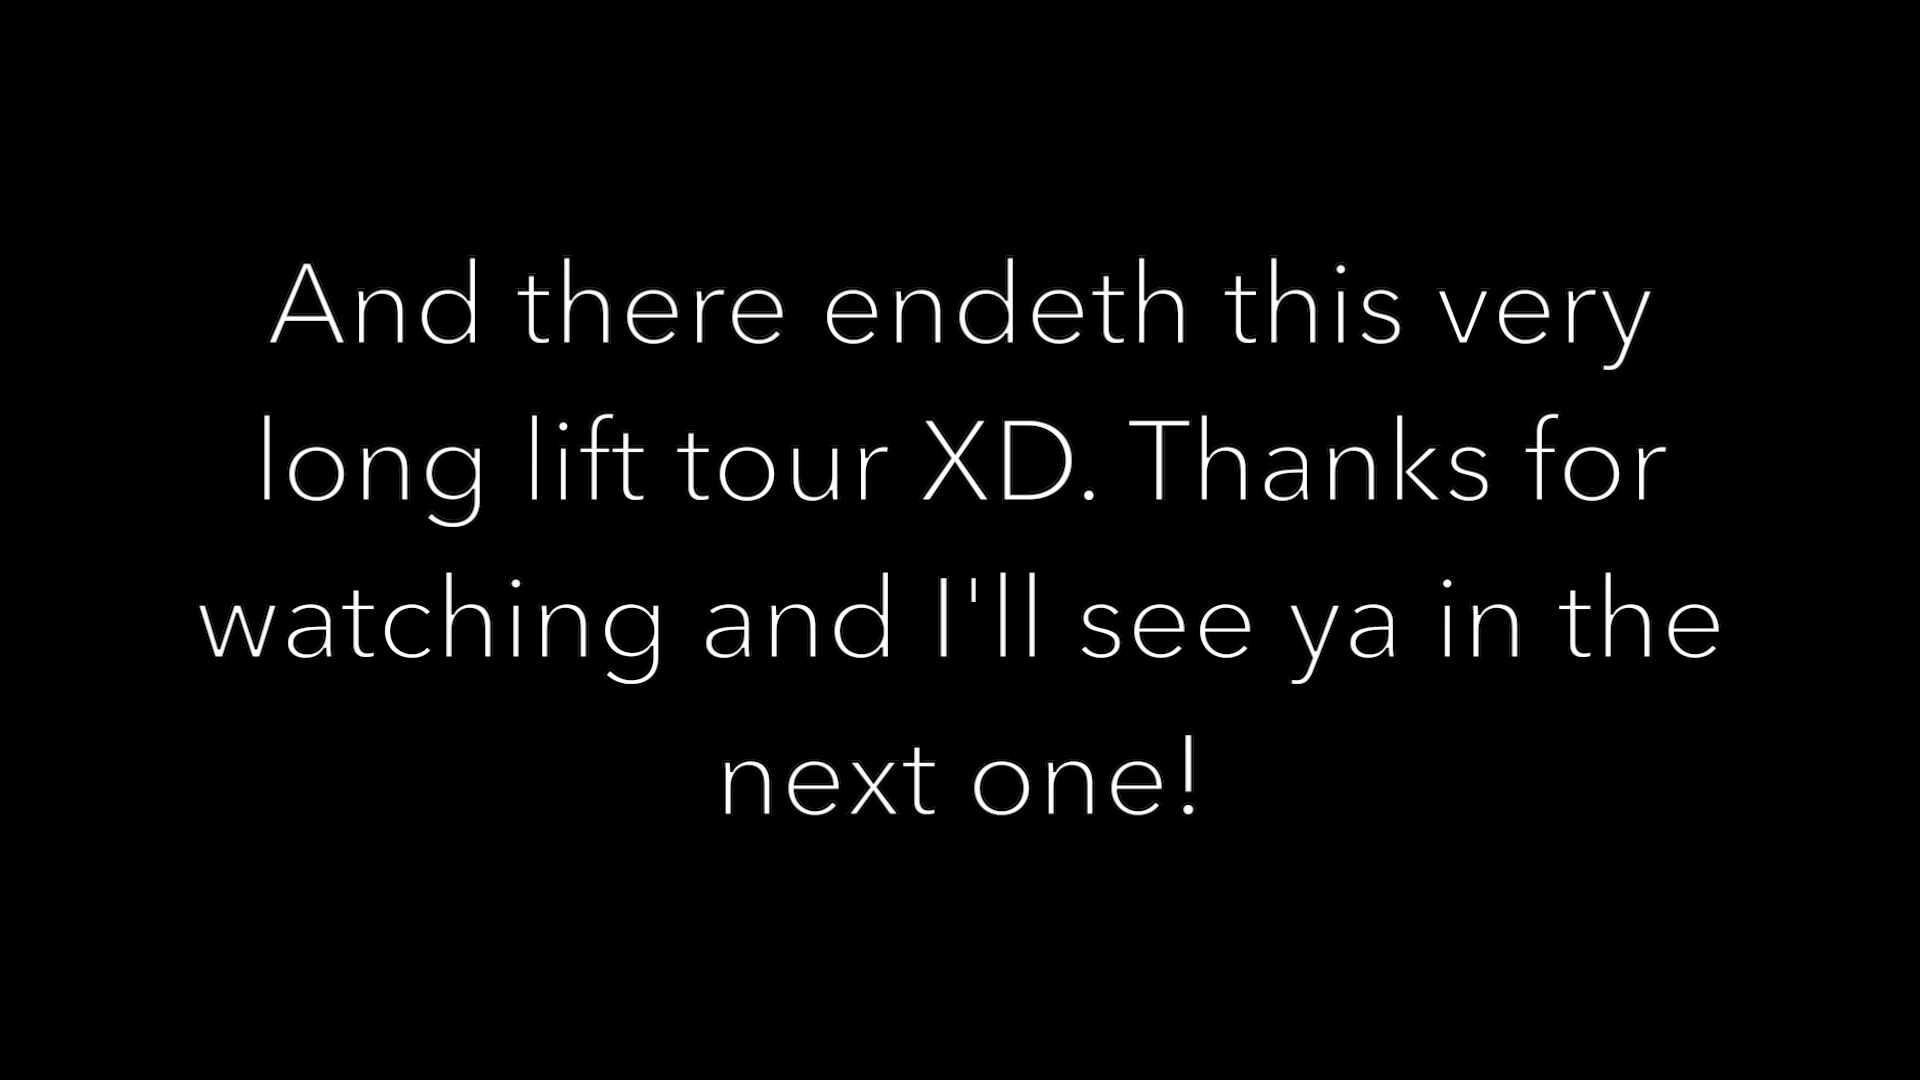 And there endeth this very
long lift tour XD. Thanks for
watching and I'll see ya in the
next one!